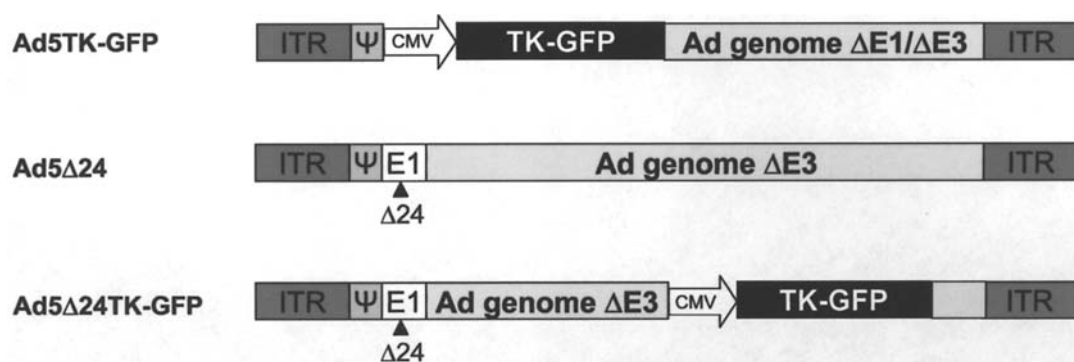 Ad5TK-GFP ITR Ψ CMV TK-GFP Ad genome ΔE1/ΔE3 ITR
Ad5Δ24 ITR Ψ E1 Ad genome ΔE3 ITR
Δ24
Ad5Δ24TK-GFP ITR Ψ E1 Ad genome ΔE3 CMV TK-GFP ITR
Δ24